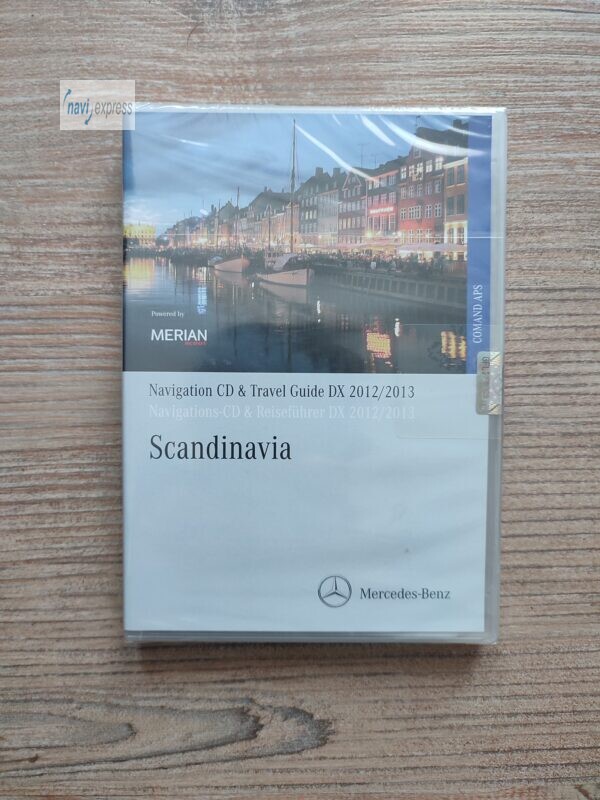 navi express
COMAND APS
Powered by
MERIAN
Navigation CD & Travel Guide DX 2012/2013
Navigations-CD & Reiseführer DX 2012/2013
Scandinavia
Mercedes-Benz